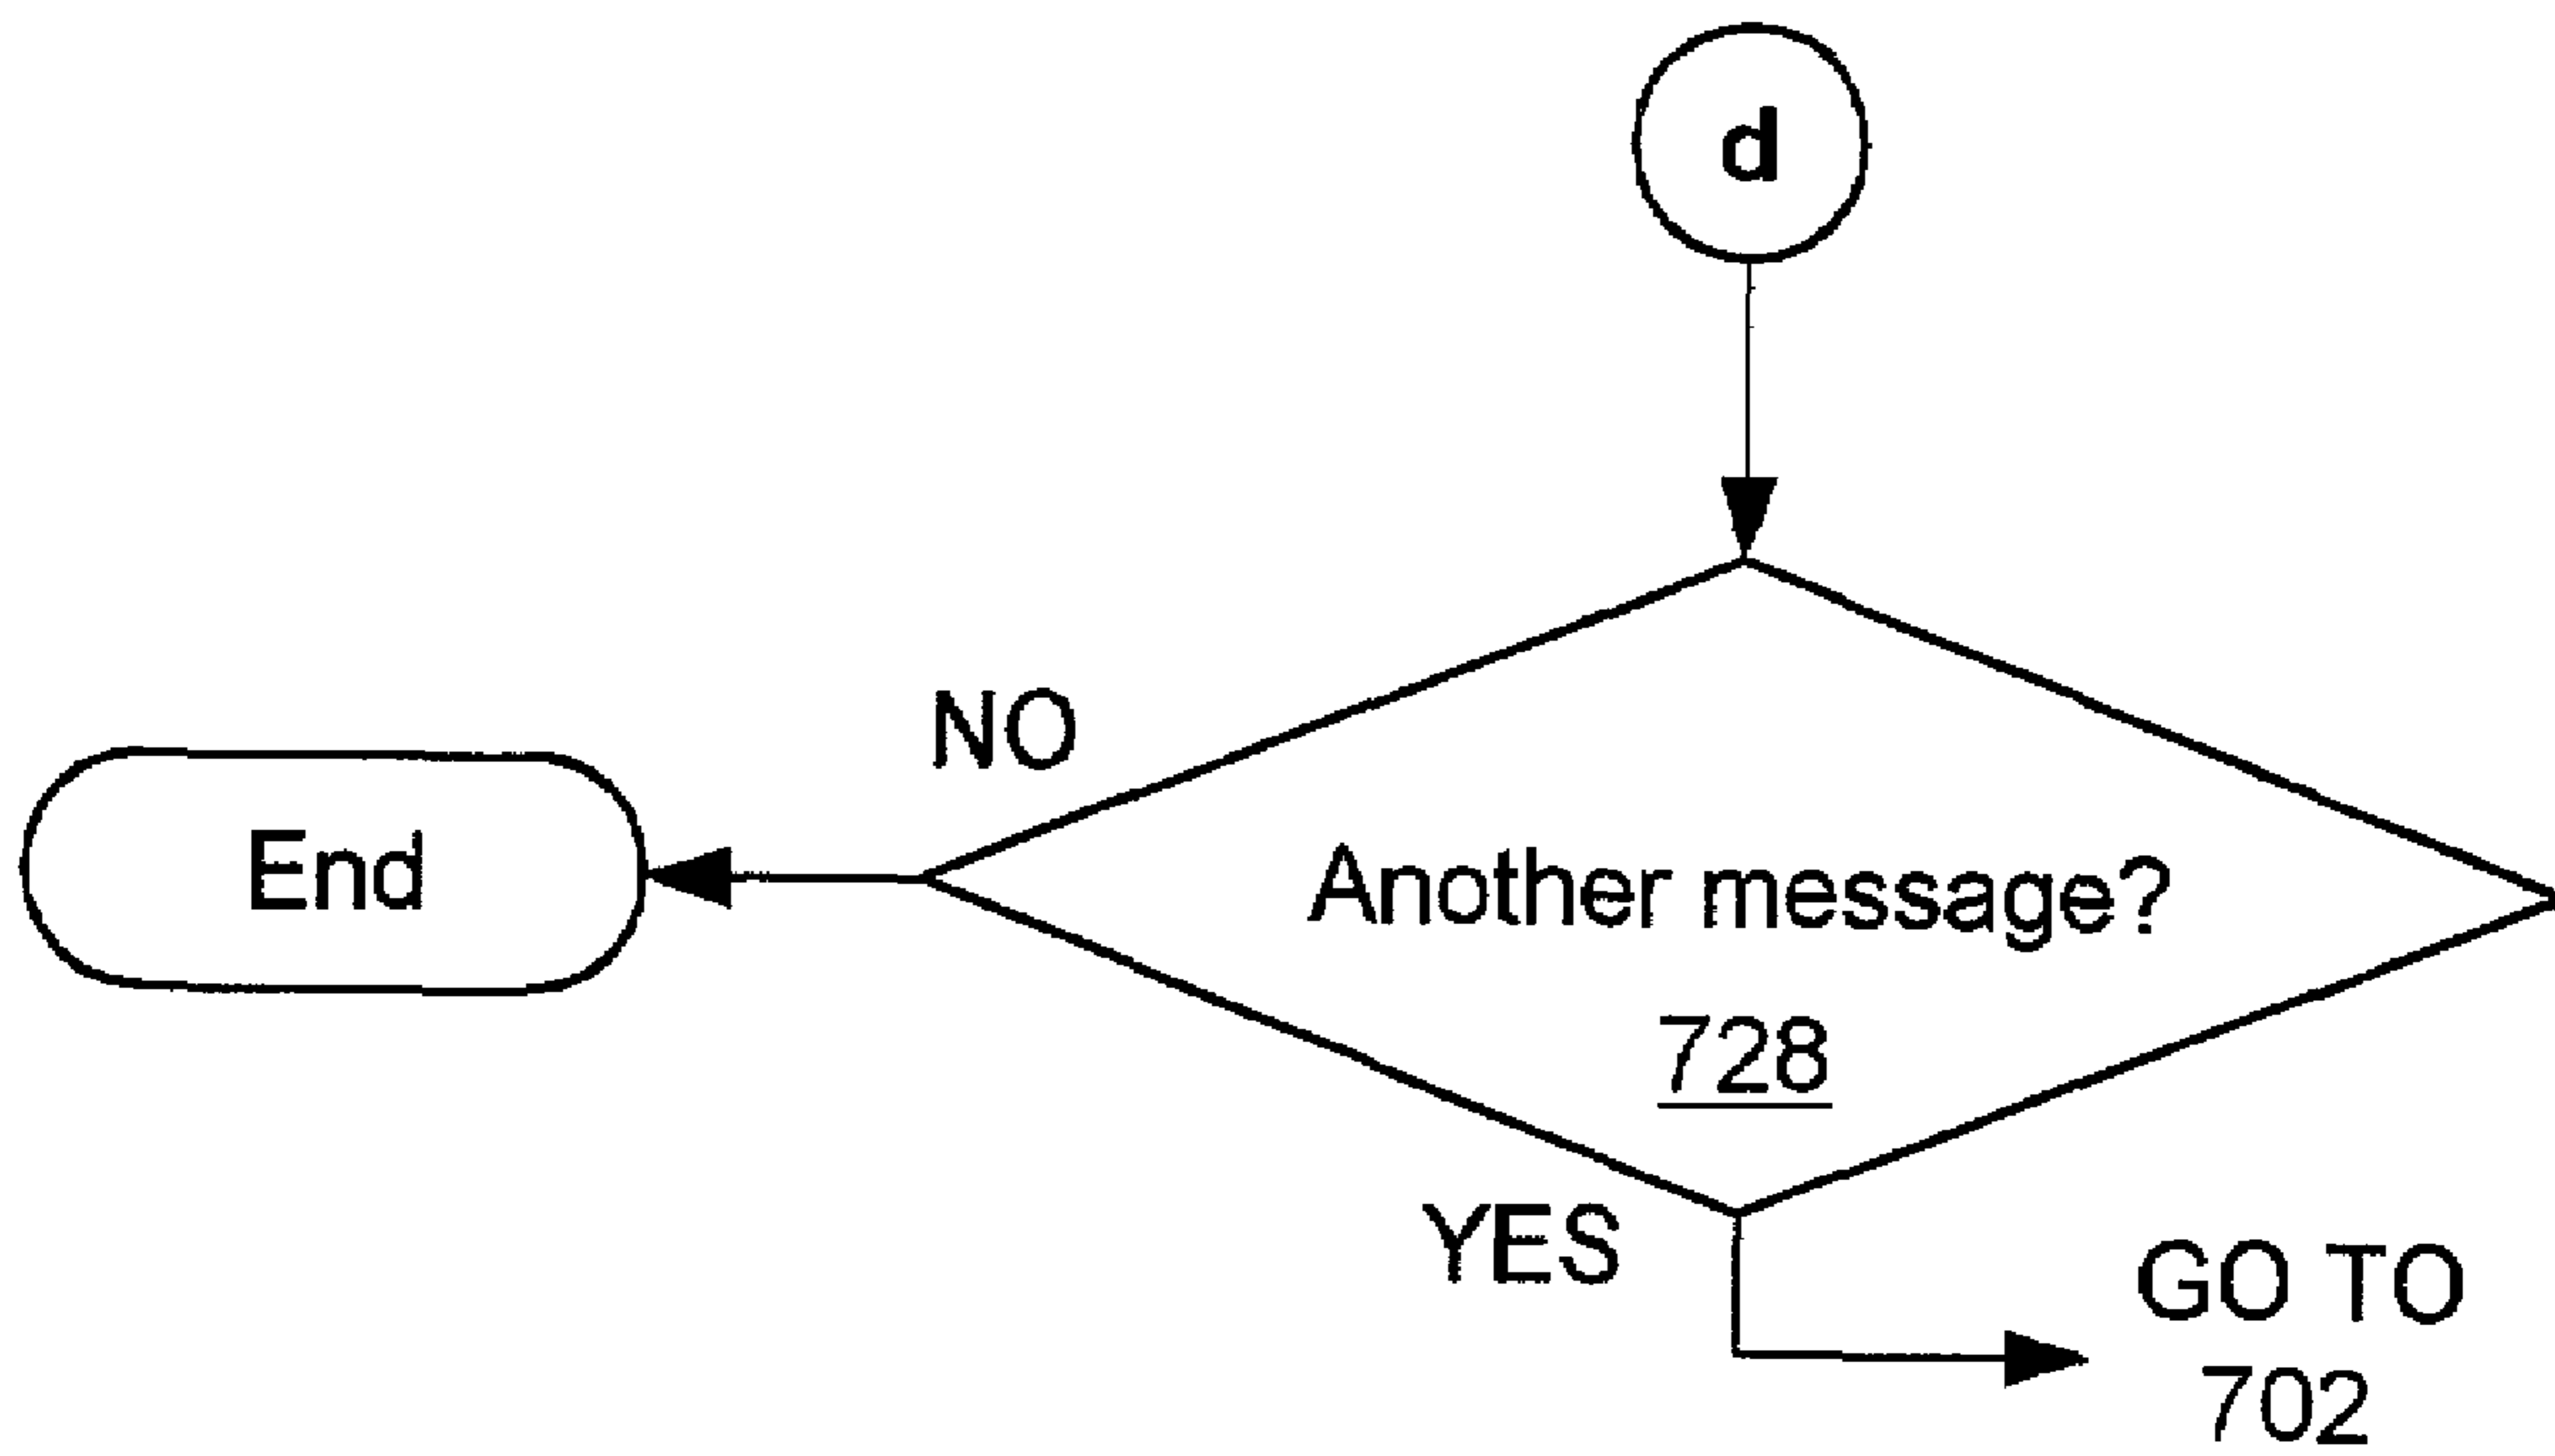 d
NO
End
Another message?
728
YES
GO TO
702